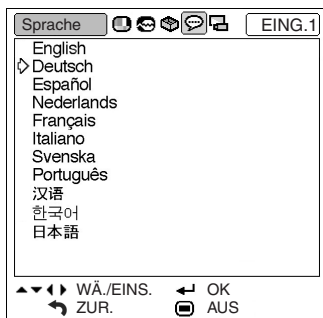 Sprache EING.1
English
Deutsch
Español
Nederlands
Français
Italiano
Svenska
Português
汉语
한국어
日本語
WÄ./EINS. OK
ZUR. AUS